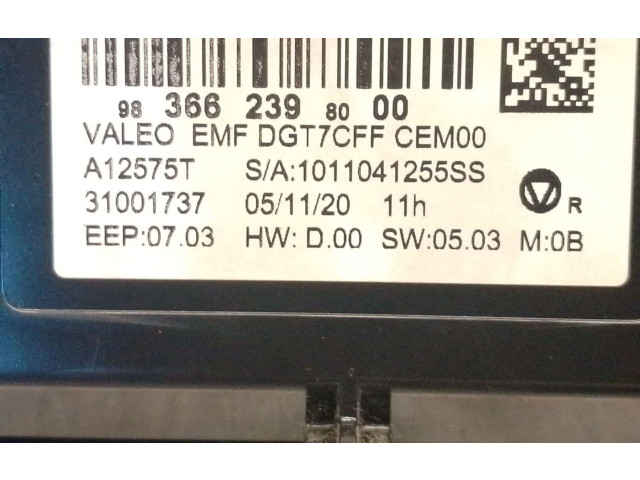 98 366 239 80 00
VALEO EMF DGT7CFF CEM00
A12575T S/A:1011041255SS
31001737 05/11/20 11h
R
EEP:07.03 HW: D.00 SW:05.03 M:0B